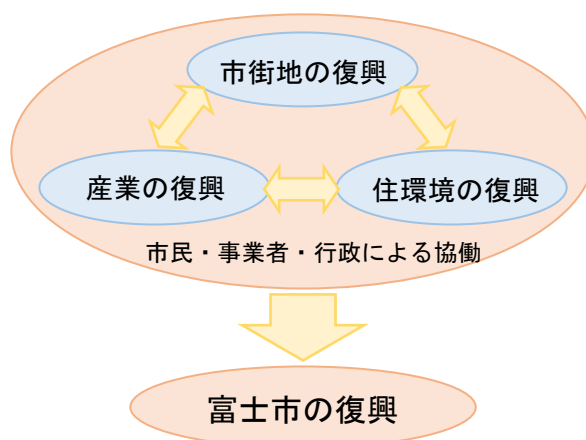 市街地の復興
産業の復興
住環境の復興
市民・事業者・行政による協働
富士市の復興